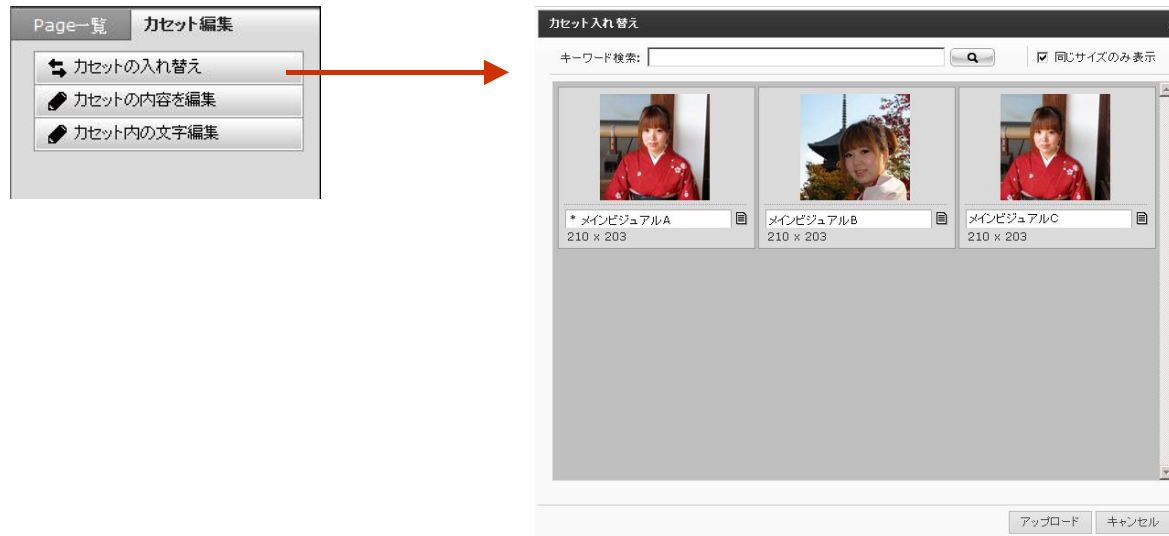 Page一覧 カセット編集
カセットの入れ替え
カセットの内容を編集
カセット内の文字編集
カセット入れ替え
キーワード検索: 同じサイズのみ表示
* メインビジュアルA メインビジュアルB メインビジュアルC
210 x 203 210 x 203 210 x 203
アップロード キャンセル